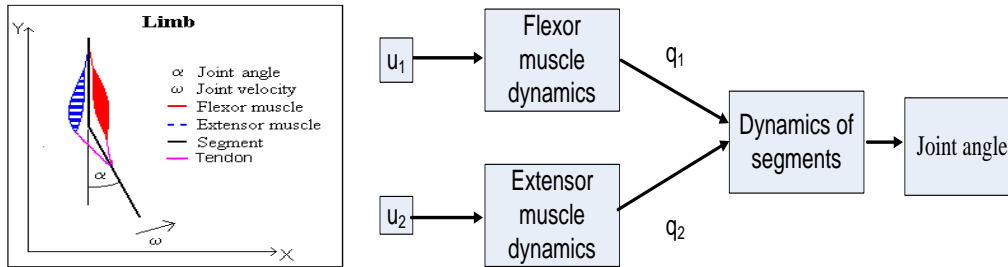 Limb
Y
α Joint angle
ω Joint velocity
Flexor muscle
Extensor muscle
Segment
Tendon
α
ω
X
u1
Flexor
muscle
dynamics
q1
Dynamics of
segments
Joint angle
u2
Extensor
muscle
dynamics
q2